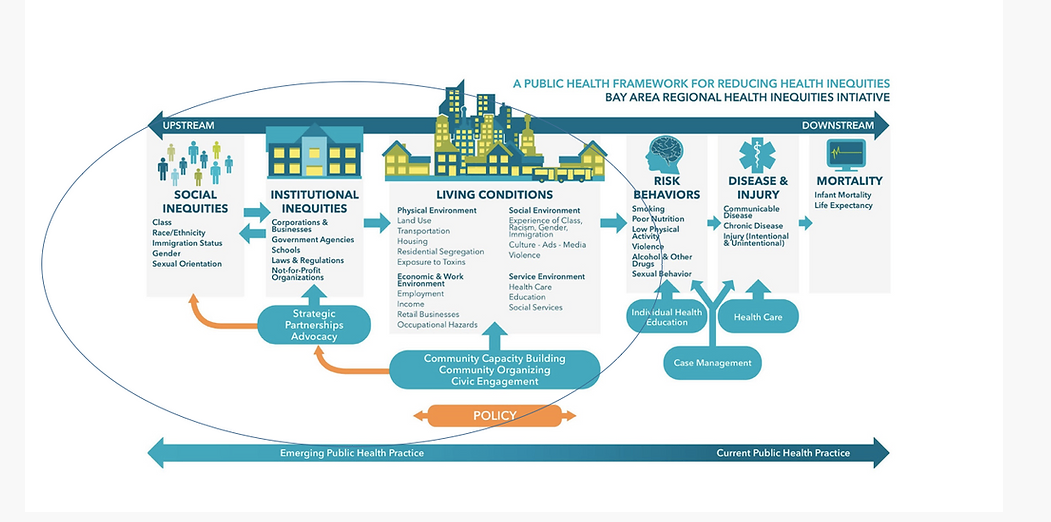 A PUBLIC HEALTH FRAMEWORK FOR REDUCING HEALTH INEQUITIES
BAY AREA REGIONAL HEALTH INEQUITIES INTIATIVE
UPSTREAM
DOWNSTREAM
SOCIAL
INEQUITIES
Class
Race/Ethnicity
Immigration Status
Gender
Sexual Orientation
INSTITUTIONAL
INEQUITIES
Corporations &
Businesses
Government Agencies
Schools
Laws & Regulations
Not-for-Profit
Organizations
LIVING CONDITIONS
Physical Environment
Land Use
Transportation
Housing
Residential Segregation
Exposure to Toxins
Economic & Work
Environment
Employment
Income
Retail Businesses
Occupational Hazards
Social Environment
Experience of Class,
Racism, Gender,
Immigration
Culture - Ads - Media
Violence
Service Environment
Health Care
Education
Social Services
RISK
BEHAVIORS
Smoking
Poor Nutrition
Low Physical
Activity
Violence
Alcohol & Other
Drugs
Sexual Behavior
DISEASE &
INJURY
Communicable
Disease
Chronic Disease
Injury (Intentional
& Unintentional)
MORTALITY
Infant Mortality
Life Expectancy
Strategic
Partnerships
Advocacy
Community Capacity Building
Community Organizing
Civic Engagement
Individual Health
Education
Health Care
Case Management
POLICY
Emerging Public Health Practice
Current Public Health Practice